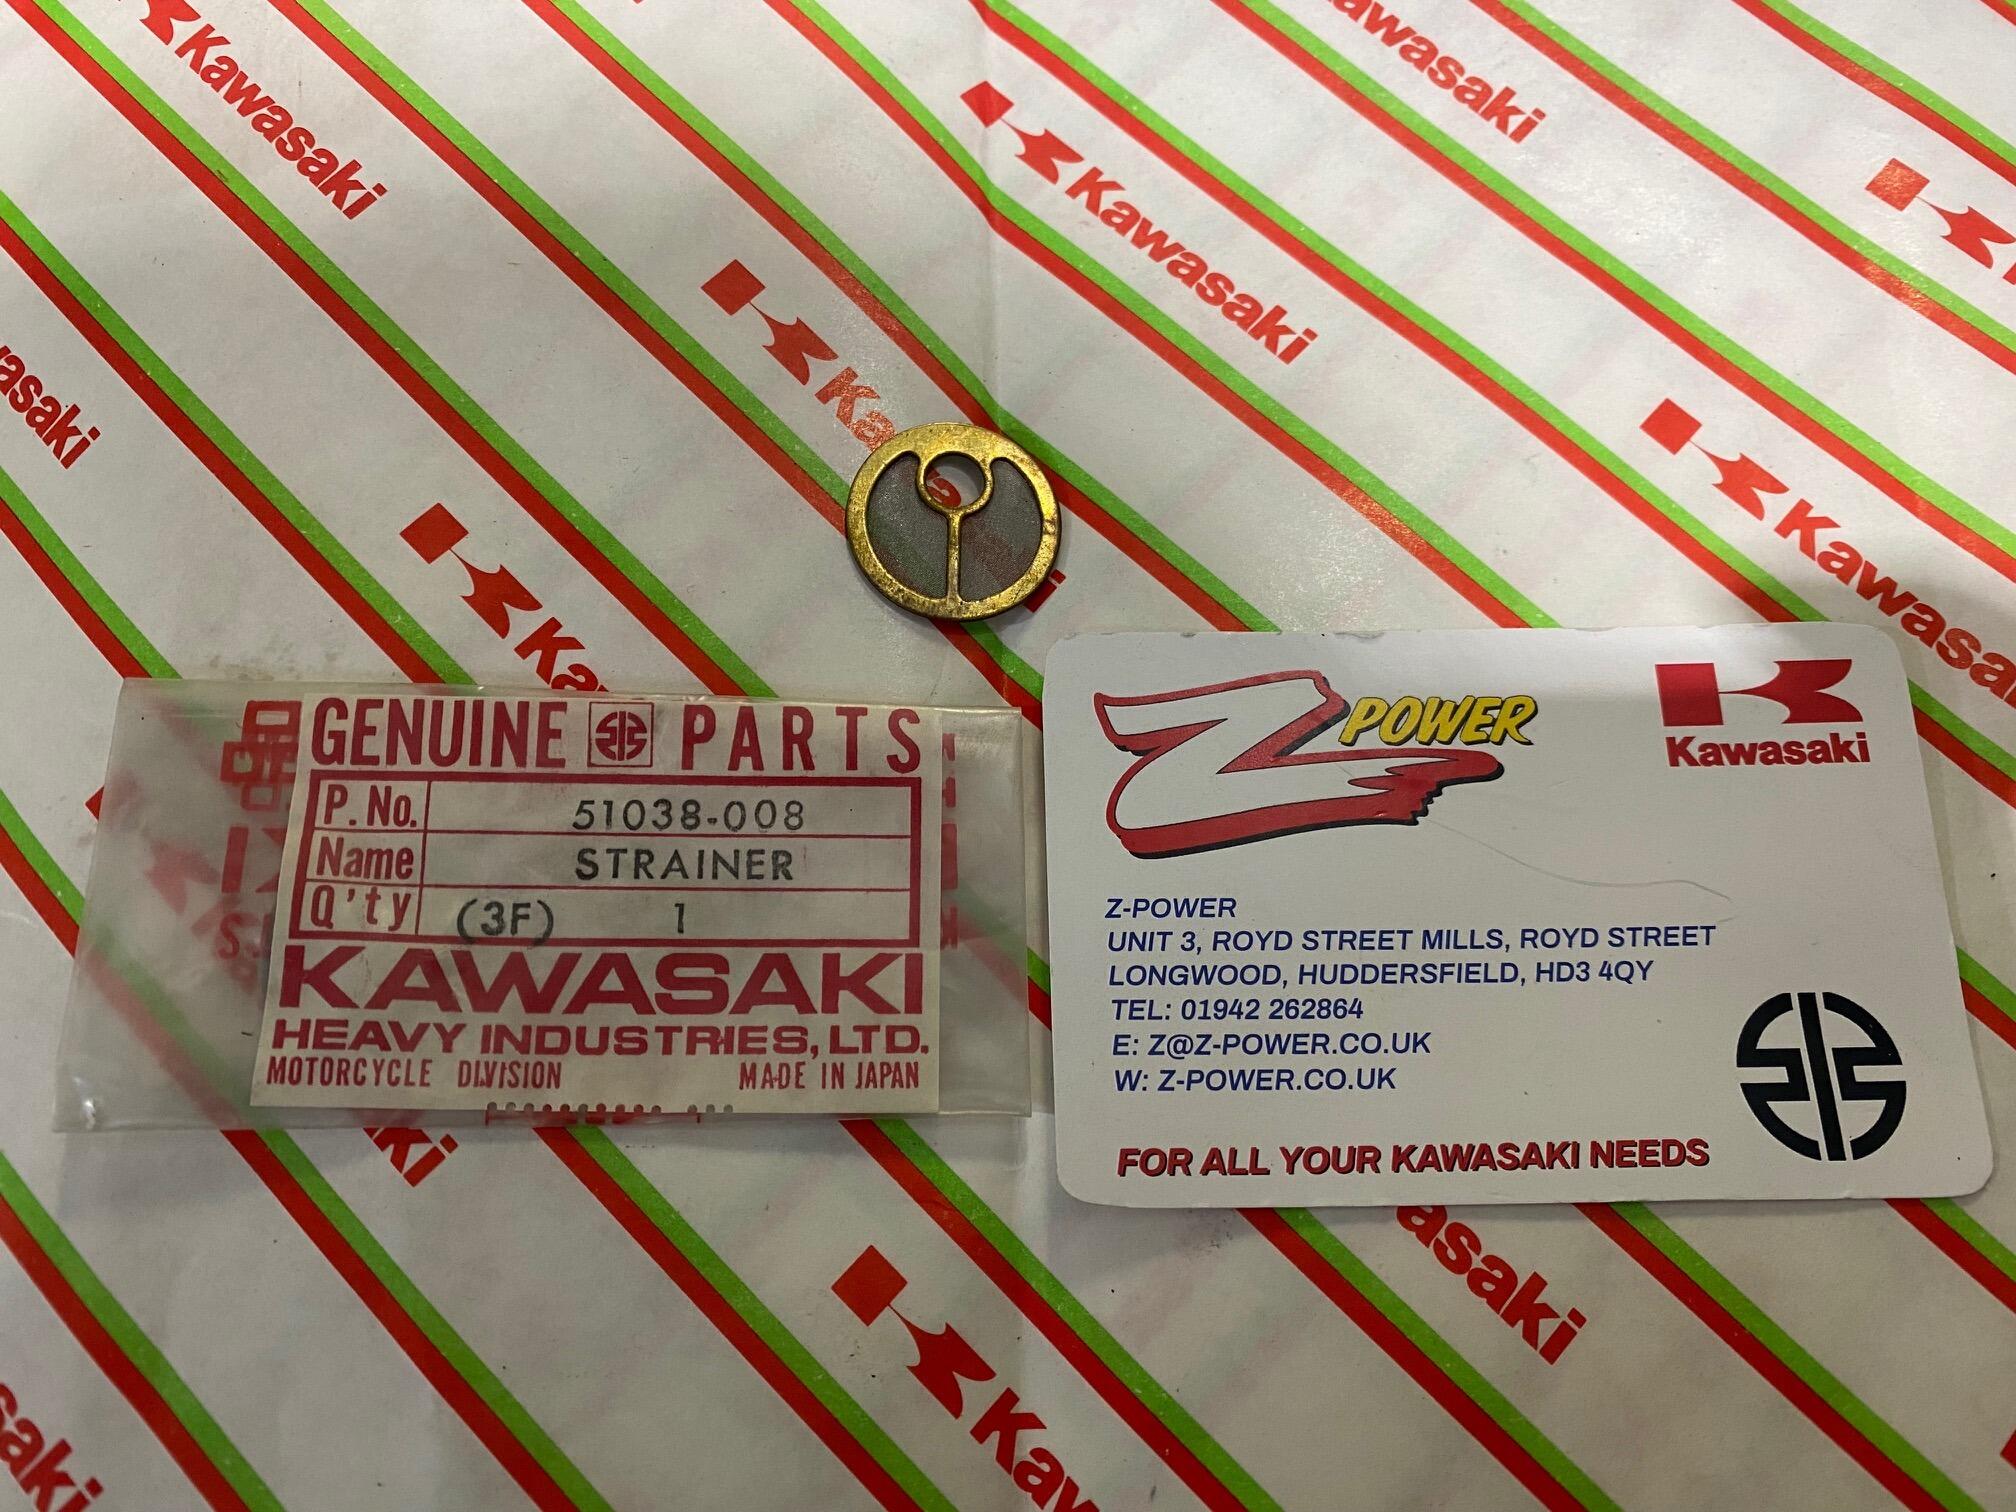 Kawasaki
Kawasaki
Kawasaki
Kawasaki
GENUINE PARTS
P. No. 51038-008
Name STRAINER
Q'ty (3F) 1
KAWASAKI
HEAVY INDUSTRIES, LTD.
MOTORCYCLE DIVISION MADE IN JAPAN
Z POWER
Kawasaki
Z-POWER
UNIT 3, ROYD STREET MILLS, ROYD STREET
LONGWOOD, HUDDERSFIELD, HD3 4QY
TEL: 01942 262864
E: Z@Z-POWER.CO.UK
W: Z-POWER.CO.UK
FOR ALL YOUR KAWASAKI NEEDS